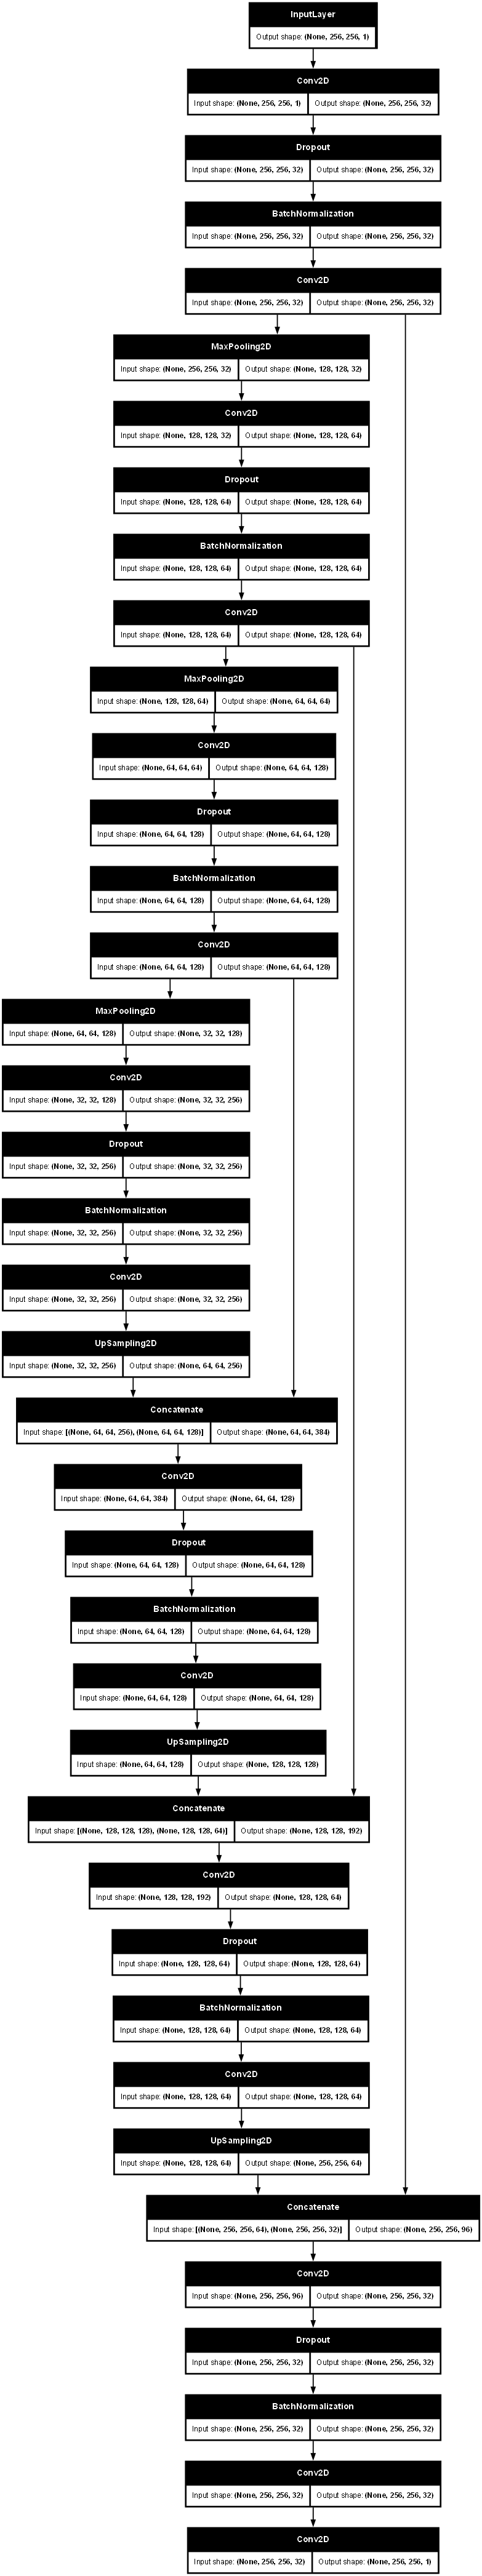 InputLayer
Output shape: (None, 256, 256, 1)
Conv2D
Input shape: (None, 256, 256, 1) Output shape: (None, 256, 256, 32)
Dropout
Input shape: (None, 256, 256, 32) Output shape: (None, 256, 256, 32)
BatchNormalization
Input shape: (None, 256, 256, 32) Output shape: (None, 256, 256, 32)
Conv2D
Input shape: (None, 256, 256, 32) Output shape: (None, 256, 256, 32)
MaxPooling2D
Input shape: (None, 256, 256, 32) Output shape: (None, 128, 128, 32)
Conv2D
Input shape: (None, 128, 128, 32) Output shape: (None, 128, 128, 64)
Dropout
Input shape: (None, 128, 128, 64) Output shape: (None, 128, 128, 64)
BatchNormalization
Input shape: (None, 128, 128, 64) Output shape: (None, 128, 128, 64)
Conv2D
Input shape: (None, 128, 128, 64) Output shape: (None, 128, 128, 64)
MaxPooling2D
Input shape: (None, 128, 128, 64) Output shape: (None, 64, 64, 64)
Conv2D
Input shape: (None, 64, 64, 64) Output shape: (None, 64, 64, 128)
Dropout
Input shape: (None, 64, 64, 128) Output shape: (None, 64, 64, 128)
BatchNormalization
Input shape: (None, 64, 64, 128) Output shape: (None, 64, 64, 128)
Conv2D
Input shape: (None, 64, 64, 128) Output shape: (None, 64, 64, 128)
MaxPooling2D
Input shape: (None, 64, 64, 128) Output shape: (None, 32, 32, 128)
Conv2D
Input shape: (None, 32, 32, 128) Output shape: (None, 32, 32, 256)
Dropout
Input shape: (None, 32, 32, 256) Output shape: (None, 32, 32, 256)
BatchNormalization
Input shape: (None, 32, 32, 256) Output shape: (None, 32, 32, 256)
Conv2D
Input shape: (None, 32, 32, 256) Output shape: (None, 32, 32, 256)
UpSampling2D
Input shape: (None, 32, 32, 256) Output shape: (None, 64, 64, 256)
Concatenate
Input shape: [(None, 64, 64, 256), (None, 64, 64, 128)] Output shape: (None, 64, 64, 384)
Conv2D
Input shape: (None, 64, 64, 384) Output shape: (None, 64, 64, 128)
Dropout
Input shape: (None, 64, 64, 128) Output shape: (None, 64, 64, 128)
BatchNormalization
Input shape: (None, 64, 64, 128) Output shape: (None, 64, 64, 128)
Conv2D
Input shape: (None, 64, 64, 128) Output shape: (None, 64, 64, 128)
UpSampling2D
Input shape: (None, 64, 64, 128) Output shape: (None, 128, 128, 128)
Concatenate
Input shape: [(None, 128, 128, 128), (None, 128, 128, 64)] Output shape: (None, 128, 128, 192)
Conv2D
Input shape: (None, 128, 128, 192) Output shape: (None, 128, 128, 64)
Dropout
Input shape: (None, 128, 128, 64) Output shape: (None, 128, 128, 64)
BatchNormalization
Input shape: (None, 128, 128, 64) Output shape: (None, 128, 128, 64)
Conv2D
Input shape: (None, 128, 128, 64) Output shape: (None, 128, 128, 64)
UpSampling2D
Input shape: (None, 128, 128, 64) Output shape: (None, 256, 256, 64)
Concatenate
Input shape: [(None, 256, 256, 64), (None, 256, 256, 32)] Output shape: (None, 256, 256, 96)
Conv2D
Input shape: (None, 256, 256, 96) Output shape: (None, 256, 256, 32)
Dropout
Input shape: (None, 256, 256, 32) Output shape: (None, 256, 256, 32)
BatchNormalization
Input shape: (None, 256, 256, 32) Output shape: (None, 256, 256, 32)
Conv2D
Input shape: (None, 256, 256, 32) Output shape: (None, 256, 256, 32)
Conv2D
Input shape: (None, 256, 256, 32) Output shape: (None, 256, 256, 1)